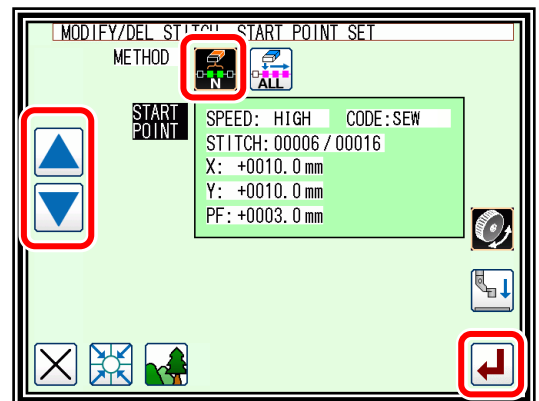 MODIFY/DEL STITCH START POINT SET
METHOD
N
ALL
START
POINT
SPEED: HIGH CODE:SEW
STITCH: 00006 / 00016
X: +0010.0 mm
Y: +0010.0 mm
PF: +0003.0 mm